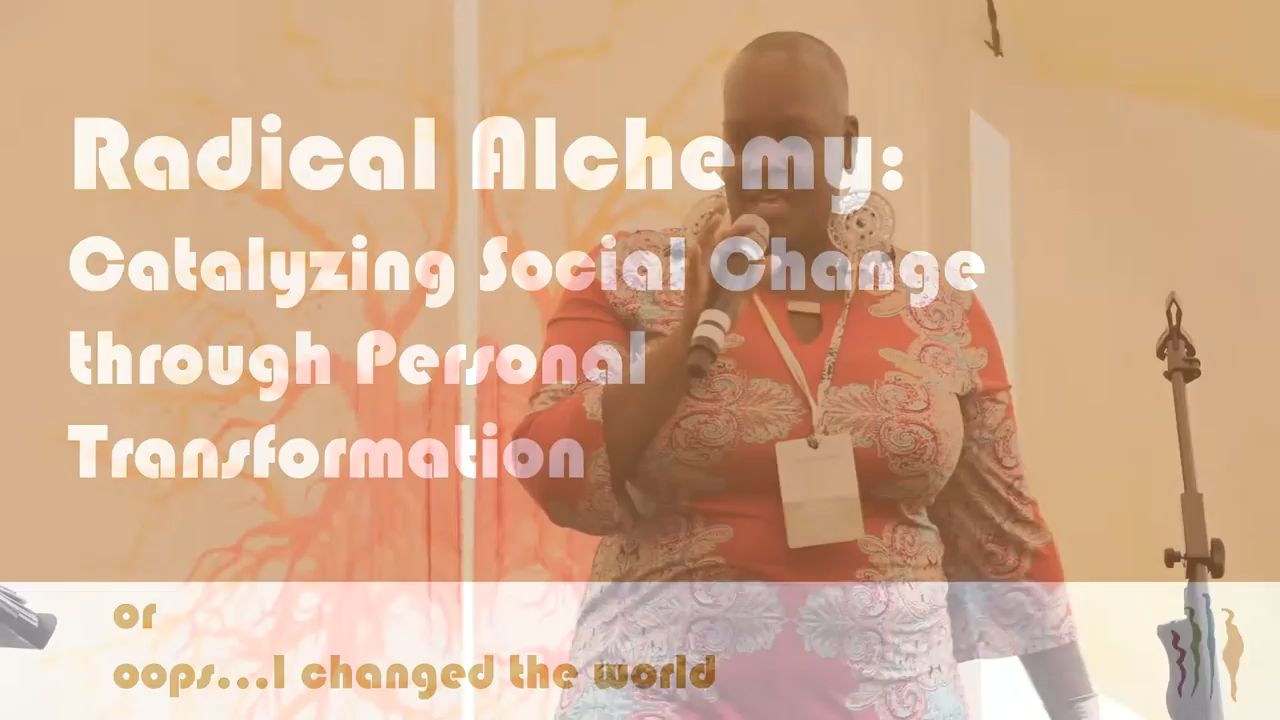 Radical Alchemy:
Catalyzing Social Change
through Personal
Transformation
or
oops...I changed the world